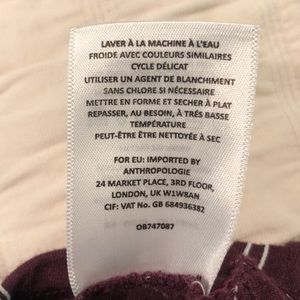 LAVER À LA MACHINE À L'EAU
FROIDE AVEC COULEURS SIMILAIRES
CYCLE DÉLICAT
UTILISER UN AGENT DE BLANCHIMENT
SANS CHLORE SI NÉCESSAIRE
METTRE EN FORME ET SECHER À PLAT
REPASSER, AU BESOIN, À TRÈS BASSE
TEMPÉRATURE
PEUT-ÊTRE ÊTRE NETTOYÉE À SEC
FOR EU: IMPORTED BY
ANTHROPOLOGIE
24 MARKET PLACE, 3RD FLOOR,
LONDON, UK W1W8AN
CIF: VAT No. GB 684936382
OB747087